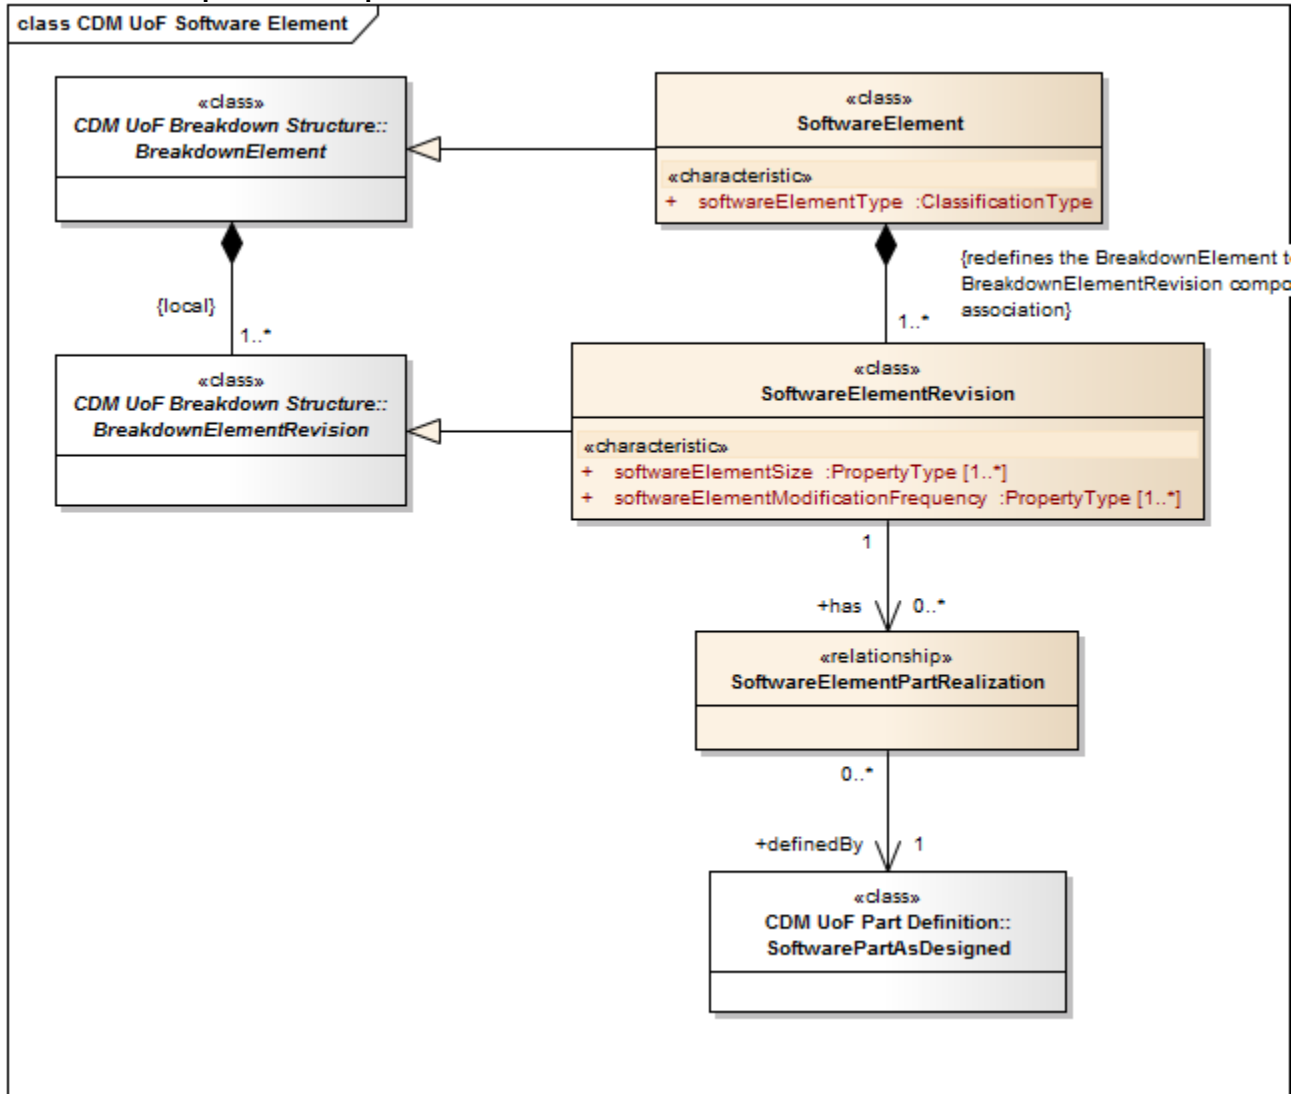 class CDM UoF Software Element
«class»
CDM UoF Breakdown Structure::
BreakdownElement
«class»
SoftwareElement
«characteristic»
+ softwareElementType :ClassificationType
{local}
1..*
{redefines the BreakdownElement
BreakdownElementRevision
association}
1..*
«class»
CDM UoF Breakdown Structure::
BreakdownElementRevision
«class»
SoftwareElementRevision
«characteristic»
+ softwareElementSize :PropertyType [1..*]
+ softwareElementModificationFrequency :PropertyType [1..*]
1
+has
0..*
«relationship»
SoftwareElementPartRealization
0..*
+definedBy
1
«class»
CDM UoF Part Definition::
SoftwarePartAsDesigned